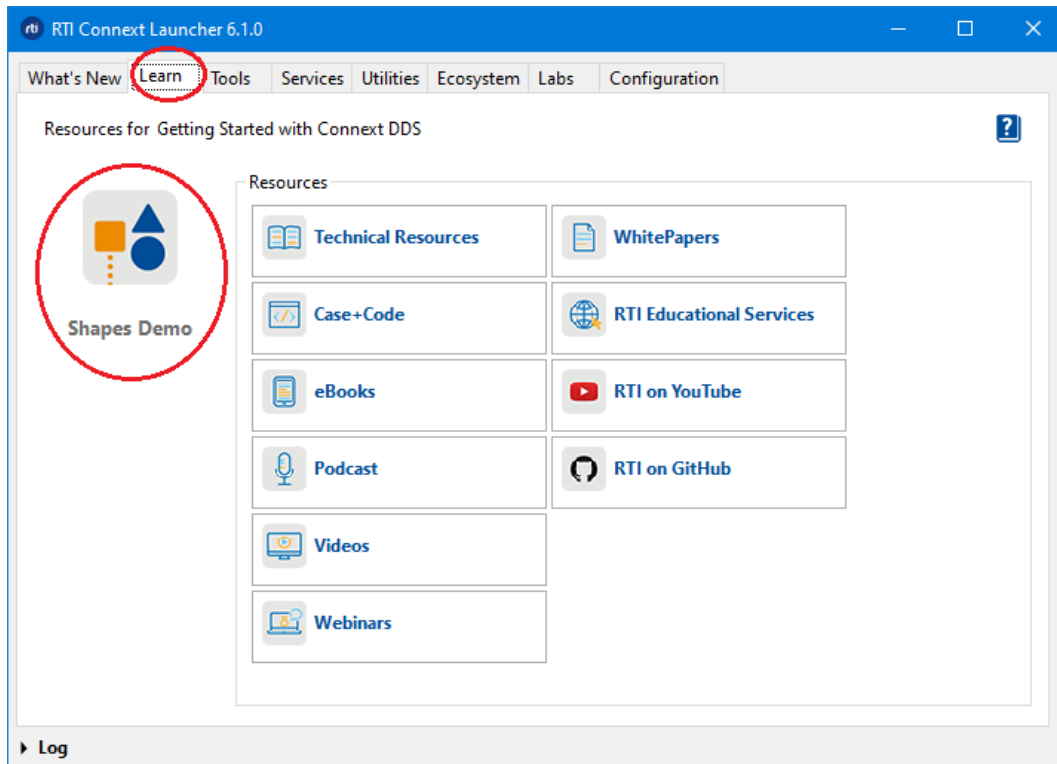 rti RTI Connext Launcher 6.1.0
What's New Learn Tools Services Utilities Ecosystem Labs Configuration
Resources for Getting Started with Connext DDS
?
Shapes Demo
Resources
Technical Resources
WhitePapers
Case+Code
RTI Educational Services
eBooks
RTI on YouTube
Podcast
RTI on GitHub
Videos
Webinars
Log